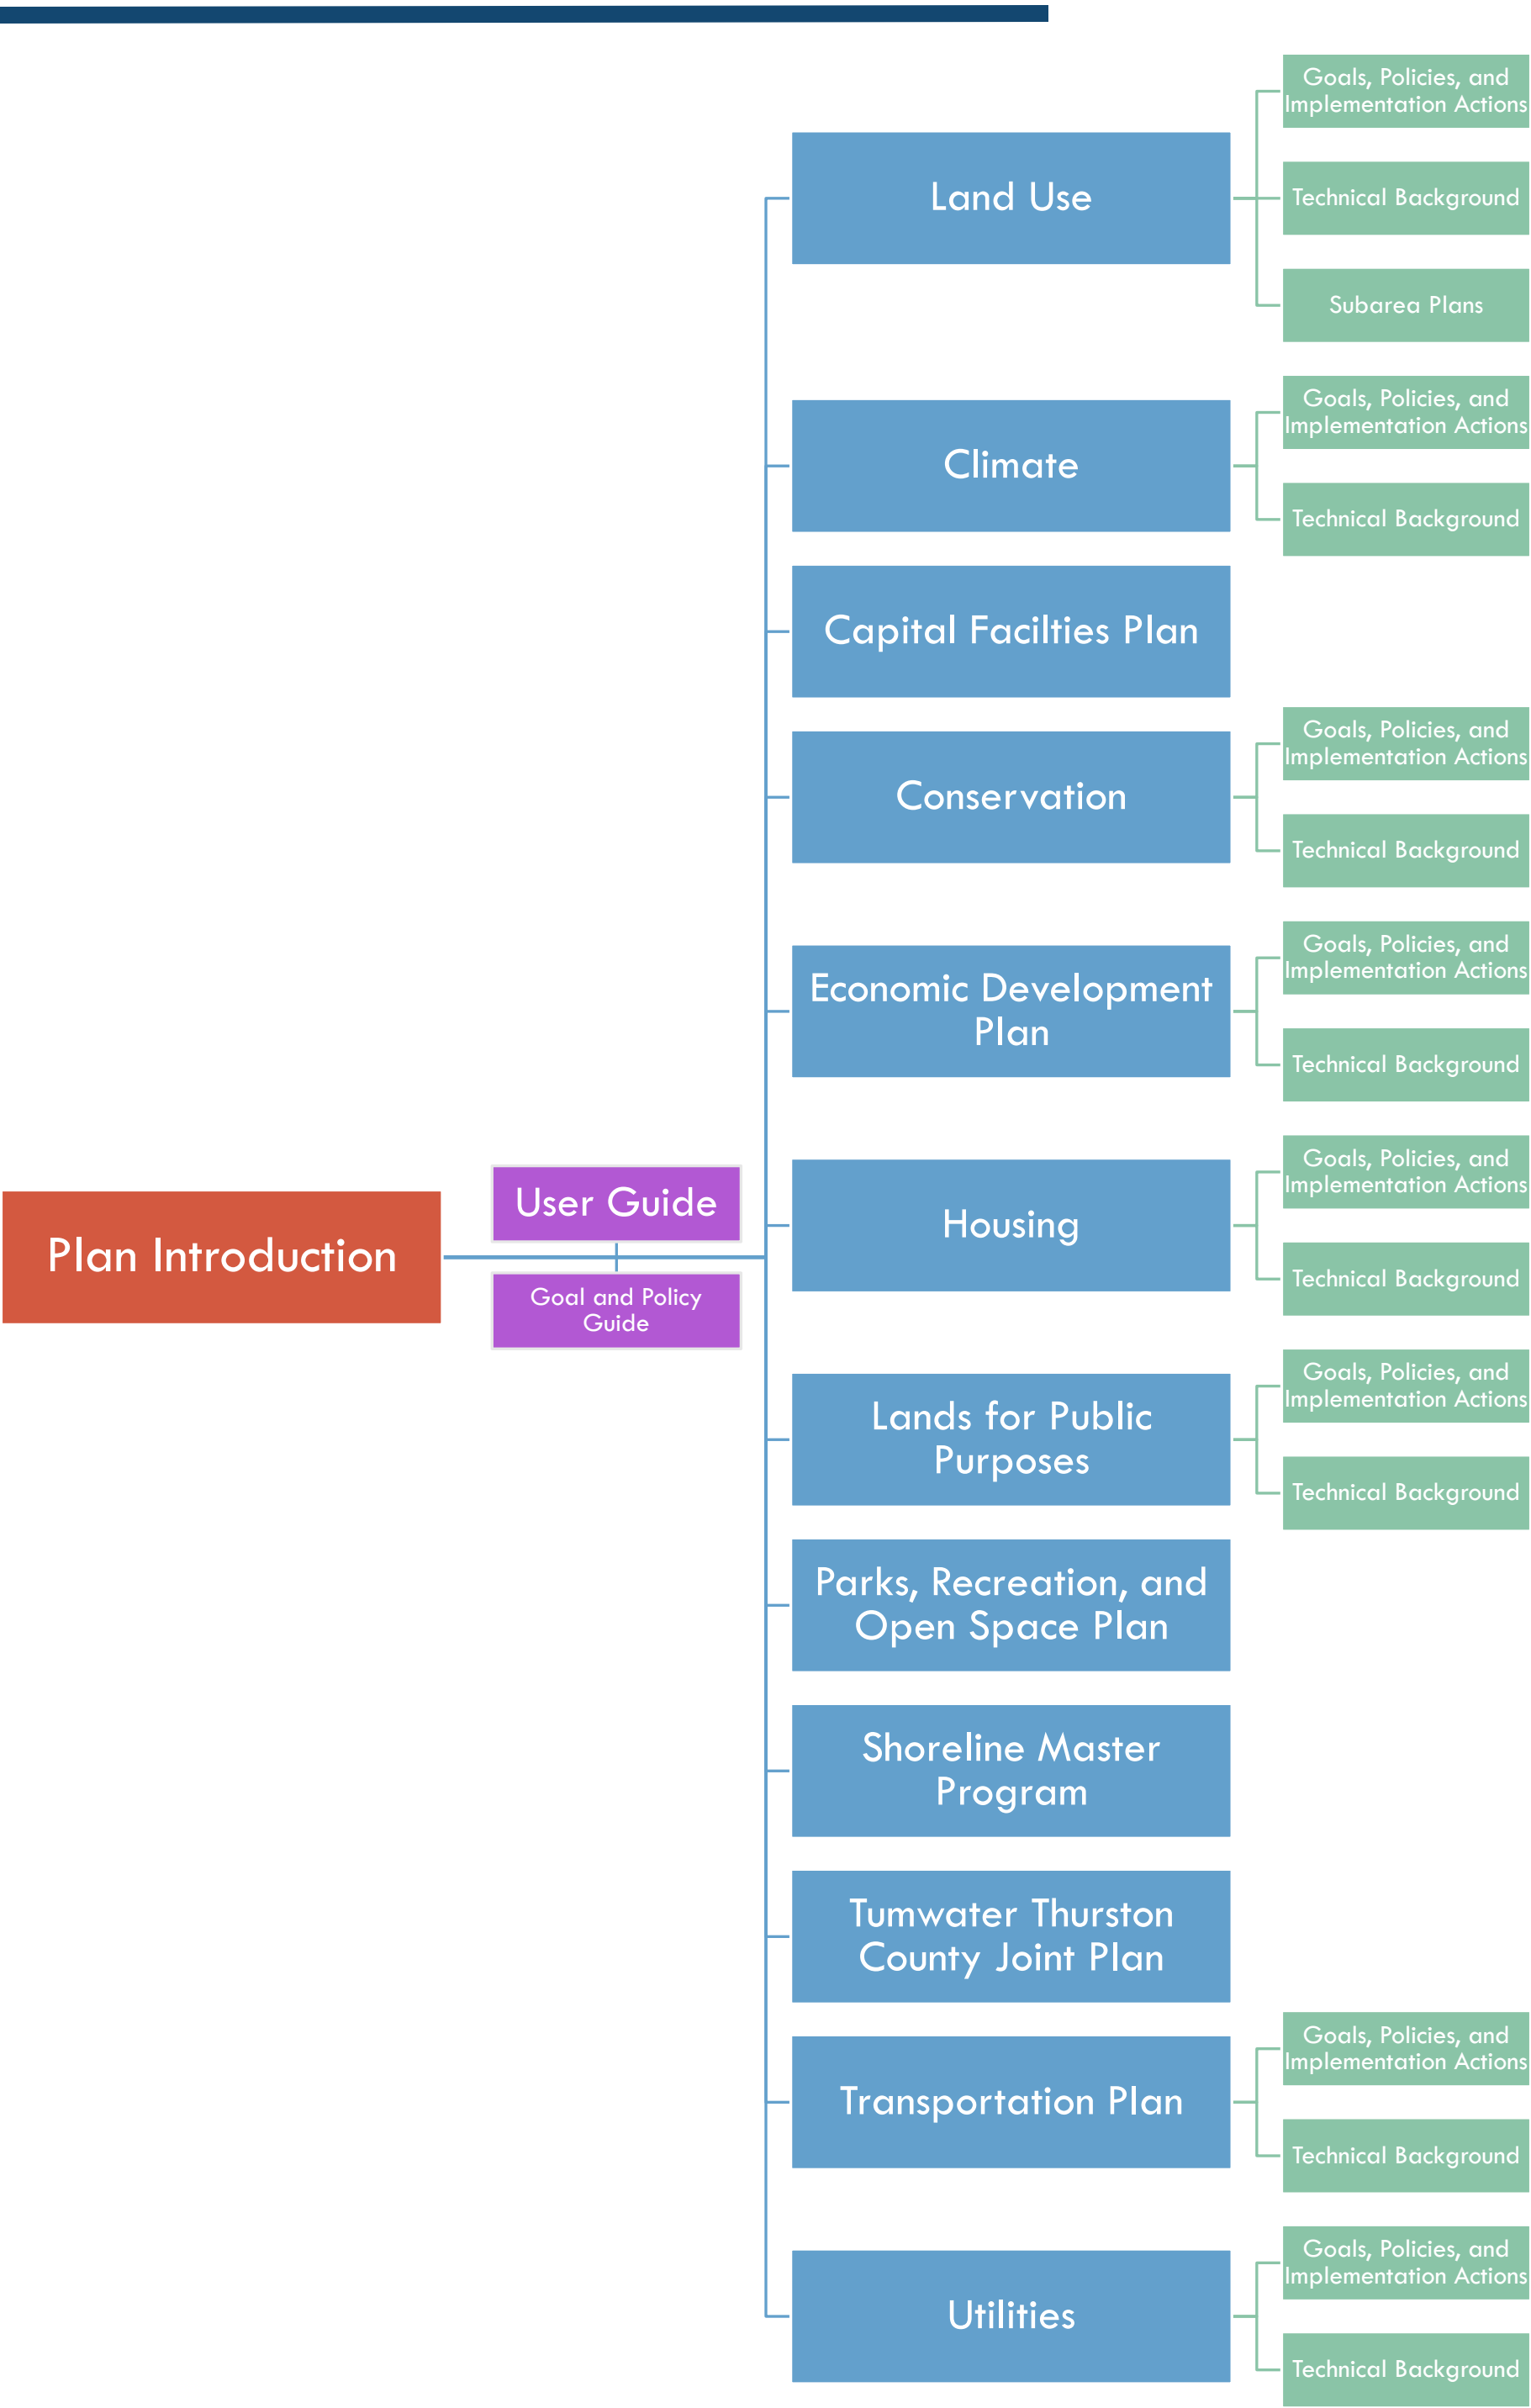 Plan Introduction
User Guide
Goal and Policy
Guide
Land Use
Goals, Policies, and
Implementation Actions
Technical Background
Subarea Plans
Climate
Goals, Policies, and
Implementation Actions
Technical Background
Capital Facilties Plan
Conservation
Goals, Policies, and
Implementation Actions
Technical Background
Economic Development
Plan
Goals, Policies, and
Implementation Actions
Technical Background
Housing
Goals, Policies, and
Implementation Actions
Technical Background
Lands for Public
Purposes
Goals, Policies, and
Implementation Actions
Technical Background
Parks, Recreation, and
Open Space Plan
Shoreline Master
Program
Tumwater Thurston
County Joint Plan
Transportation Plan
Goals, Policies, and
Implementation Actions
Technical Background
Utilities
Goals, Policies, and
Implementation Actions
Technical Background